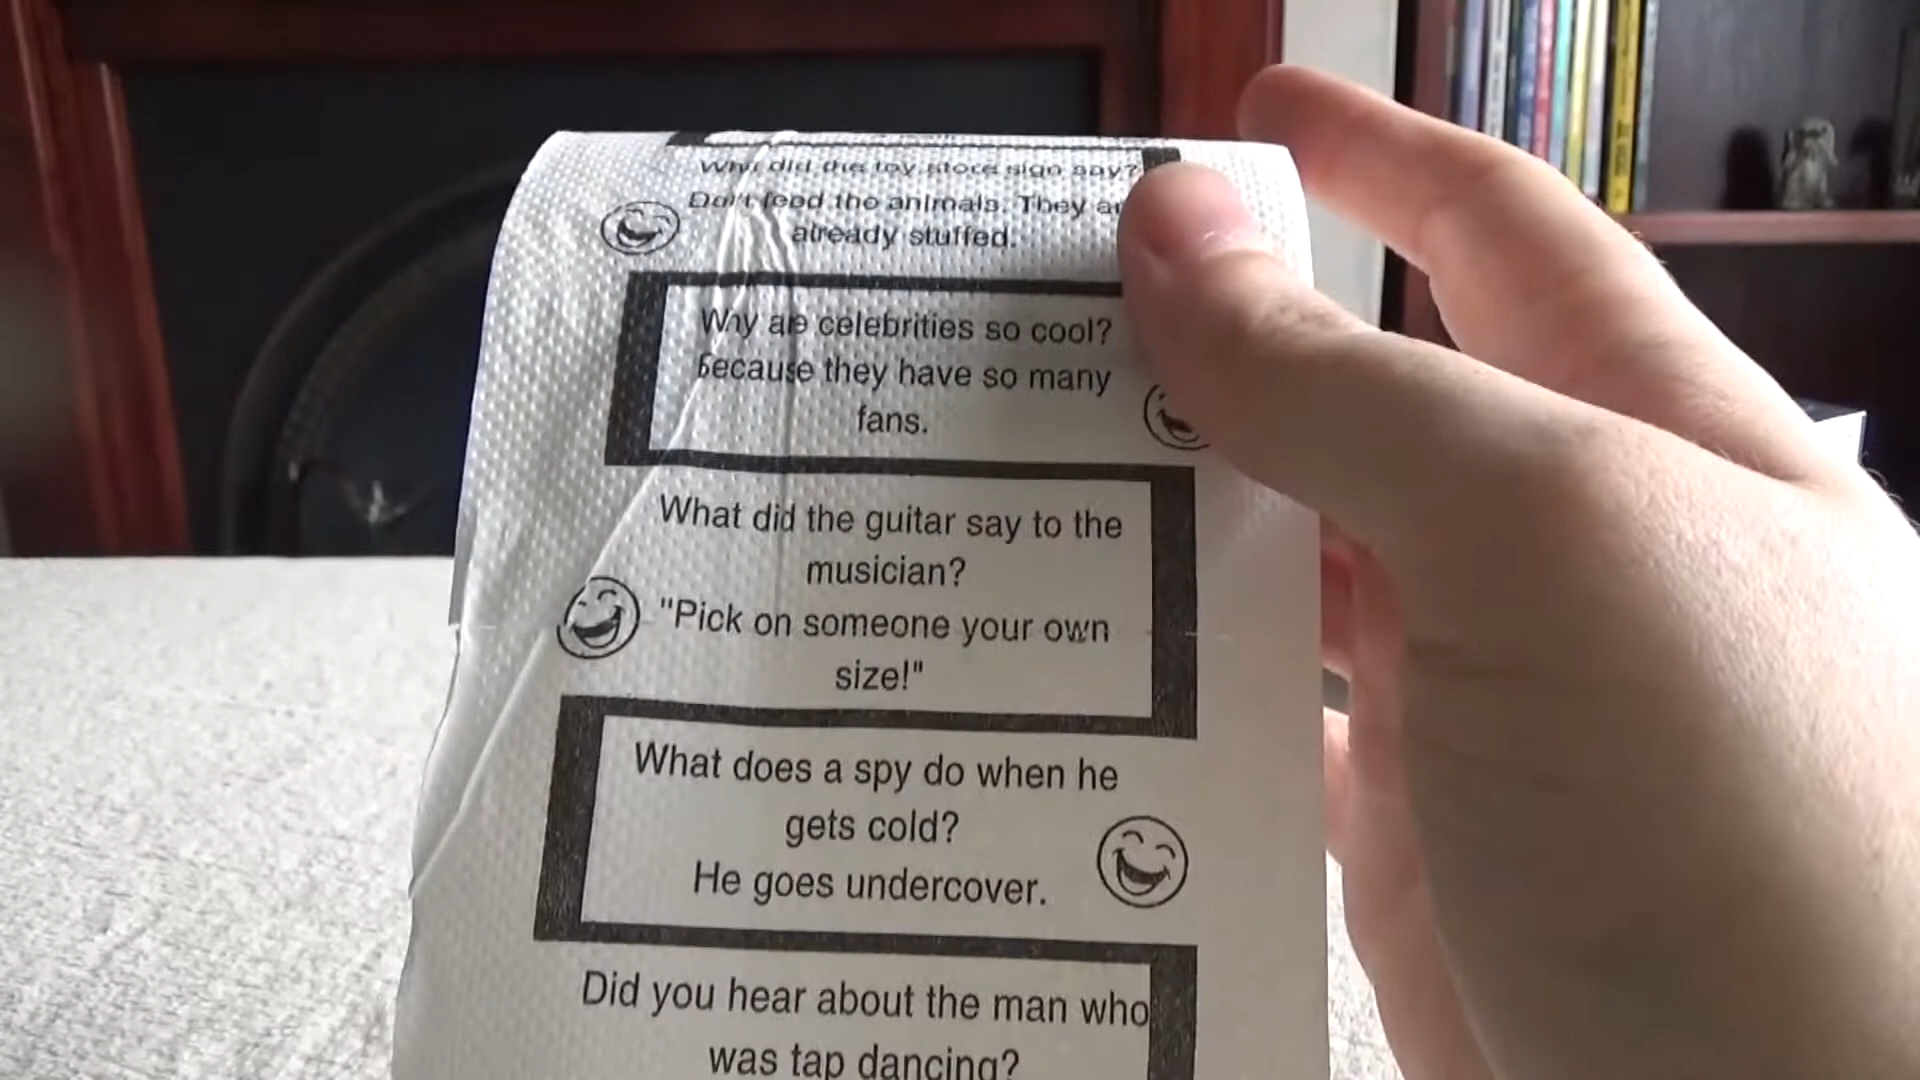 What did the toy store sign say?
Don't feed the animals. They
already stuffed.
Why are celebrities so cool?
Because they have so many
fans.
What did the guitar say to the
musician?
"Pick on someone your own
size!"
What does a spy do when he
gets cold?
He goes undercover.
Did you hear about the man who
was tap dancing?